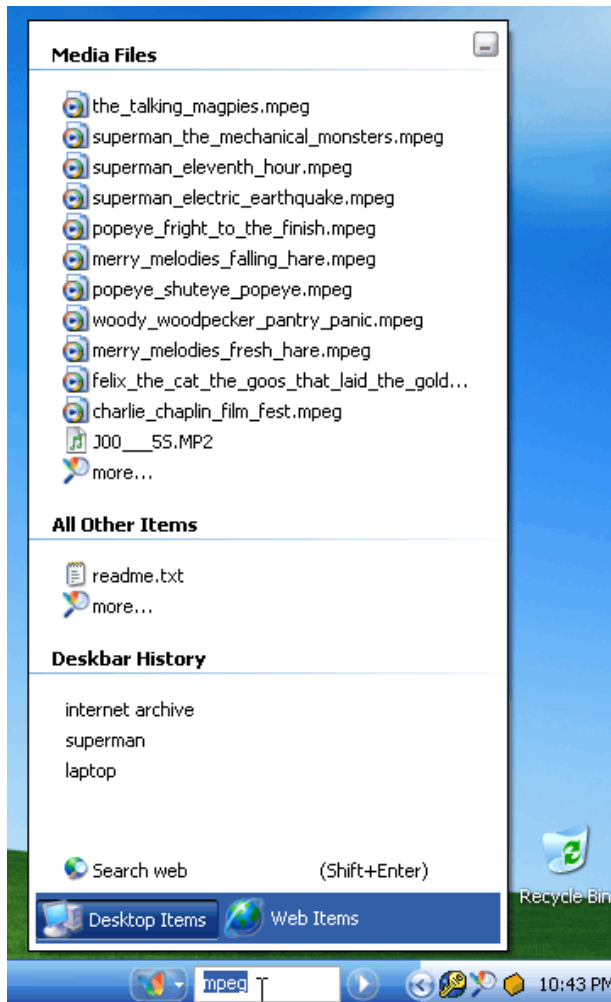 Media Files
the_talking_magpies.mpeg
superman_the_mechanical_monsters.mpeg
superman_eleventh_hour.mpeg
superman_electric_earthquake.mpeg
popeye_fright_to_the_finish.mpeg
merry_melodies_falling_hare.mpeg
popeye_shuteye_popeye.mpeg
woody_woodpecker_pantry_panic.mpeg
merry_melodies_fresh_hare.mpeg
felix_the_cat_the_goos_that_laid_the_gold...
charlie_chaplin_film_fest.mpeg
J00___5S.MP2
more...
All Other Items
readme.txt
more...
Deskbar History
internet archive
superman
laptop
Search web (Shift+Enter)
Recycle Bin
Desktop Items Web Items
mpeg 10:43 PM